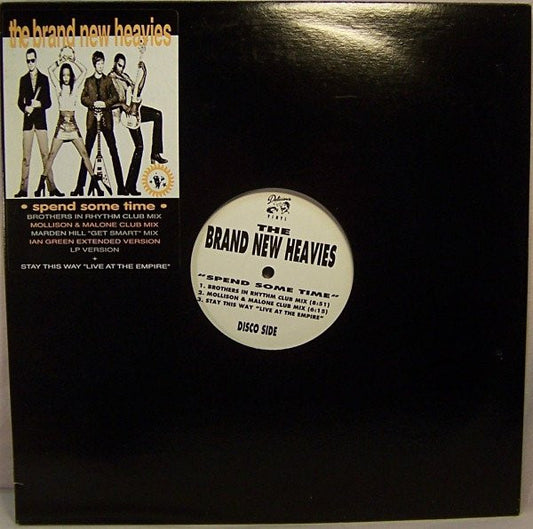 the brand new heavies
• spend some time •
BROTHERS IN RHYTHM CLUB MIX
MOLLISON & MALONE CLUB MIX
MARDEN HILL "GET SMART" MIX
IAN GREEN EXTENDED VERSION
LP VERSION
+
STAY THIS WAY "LIVE AT THE EMPIRE"
Delicious
VINYL
THE
BRAND NEW HEAVIES
"SPEND SOME TIME"
1. BROTHERS IN RHYTHM CLUB MIX (8:51)
2. MOLLISON & MALONE CLUB MIX (6:15)
3. STAY THIS WAY "LIVE AT THE EMPIRE"
DISCO SIDE